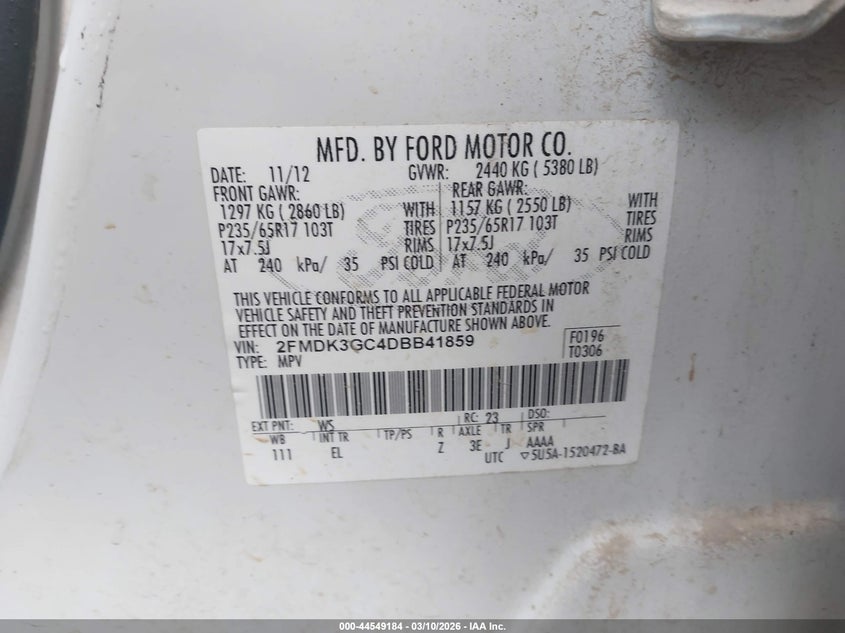 MFD. BY FORD MOTOR CO.
DATE: 11/12 GVWR: 2440 KG ( 5380 LB)
FRONT GAWR: REAR GAWR:
1297 KG ( 2860 LB) WITH 1157 KG ( 2550 LB) WITH
P235/65R17 103T TIRES P235/65R17 103T TIRES
17x7.5J RIMS 17x7.5J RIMS
AT 240 kPa/ 35 PSI COLD AT 240 kPa/ 35 PSI COLD
THIS VEHICLE CONFORMS TO ALL APPLICABLE FEDERAL MOTOR
VEHICLE SAFETY AND THEFT PREVENTION STANDARDS IN
EFFECT ON THE DATE OF MANUFACTURE SHOWN ABOVE.
VIN: 2FMDK3GC4DBB41859 F0196
TYPE: MPV T0306
EXT PNT: WS RC: 23 DSO:
WB INT TR TP/PS R AXLE TR SPR
111 EL Z 3E J AAAA
UTC ▽5U5A-1520472-BA
000-44549184 — 03/10/2026 — IAA Inc.